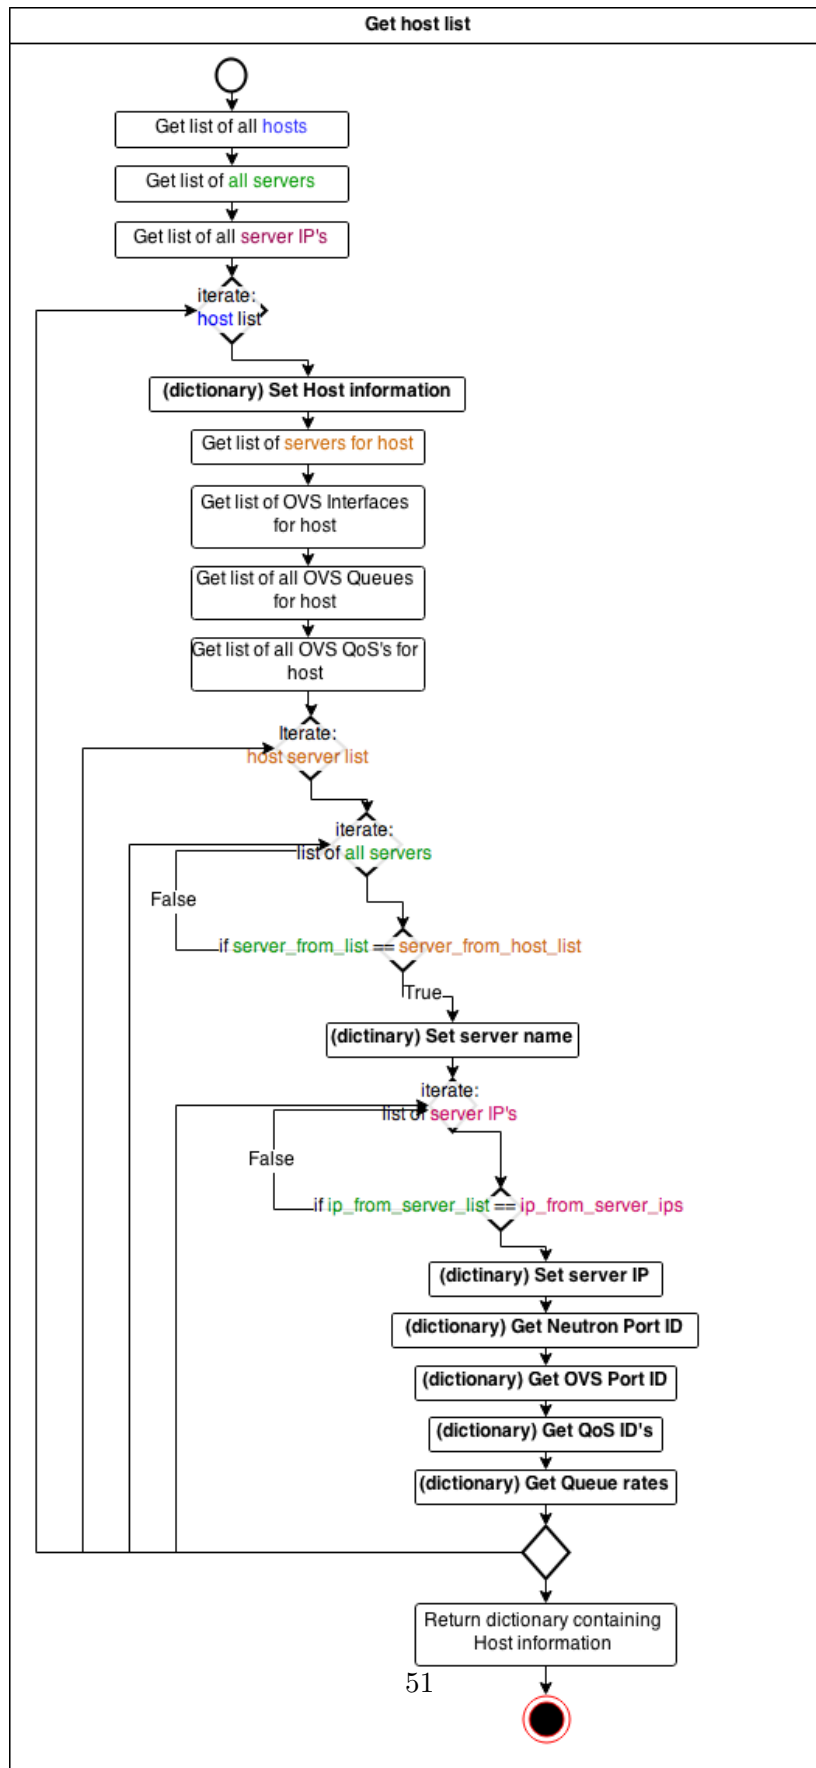 Get host list
Get list of all hosts
Get list of all servers
Get list of all server IP's
iterate:
host list
(dictionary) Set Host information
Get list of servers for host
Get list of OVS Interfaces
for host
Get list of all OVS Queues
for host
Get list of all OVS QoS's for
host
Iterate:
host server list
iterate:
list of all servers
False
if server_from_list == server_from_host_list
True
(dictinary) Set server name
iterate:
list of server IP's
False
if ip_from_server_list == ip_from_server_ips
(dictinary) Set server IP
(dictionary) Get Neutron Port ID
(dictionary) Get OVS Port ID
(dictionary) Get QoS ID's
(dictionary) Get Queue rates
Return dictionary containing
Host information
51